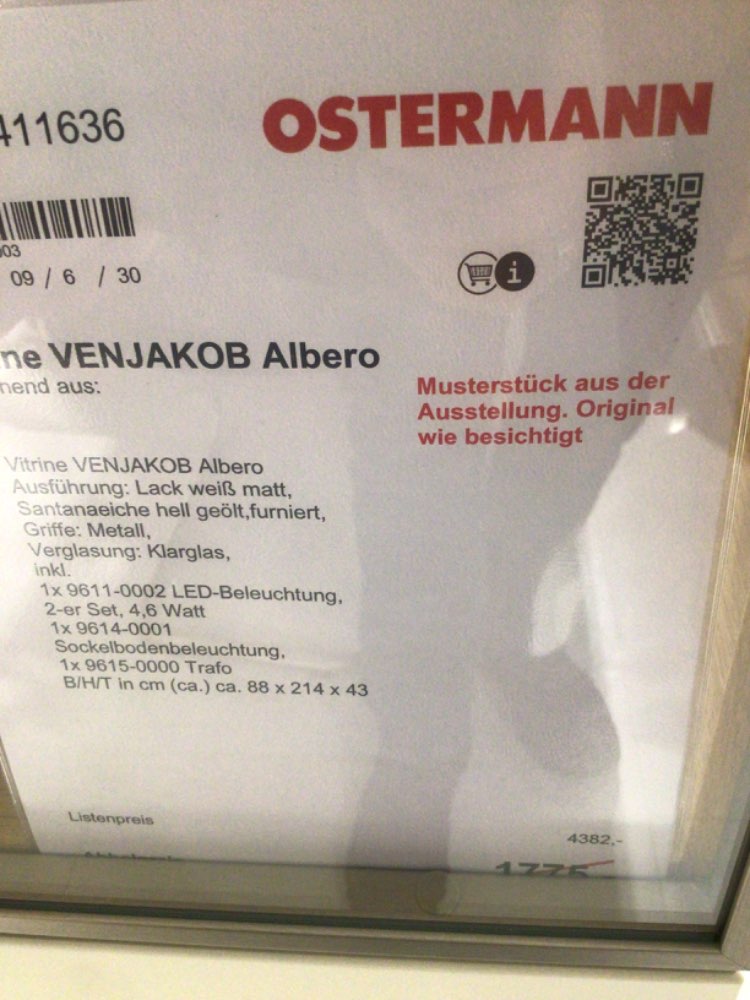 411636
OSTERMANN
003
09 / 6 / 30
ne VENJAKOB Albero
nend aus:
Musterstück aus der
Ausstellung. Original
wie besichtigt
Vitrine VENJAKOB Albero
Ausführung: Lack weiß matt,
Santanaeiche hell geölt,furniert,
Griffe: Metall,
Verglasung: Klarglas,
inkl.
1x 9611-0002 LED-Beleuchtung,
2-er Set, 4,6 Watt
1x 9614-0001
Sockelbodenbeleuchtung,
1x 9615-0000 Trafo
B/H/T in cm (ca.) ca. 88 x 214 x 43
Listenpreis
4382,-
1775